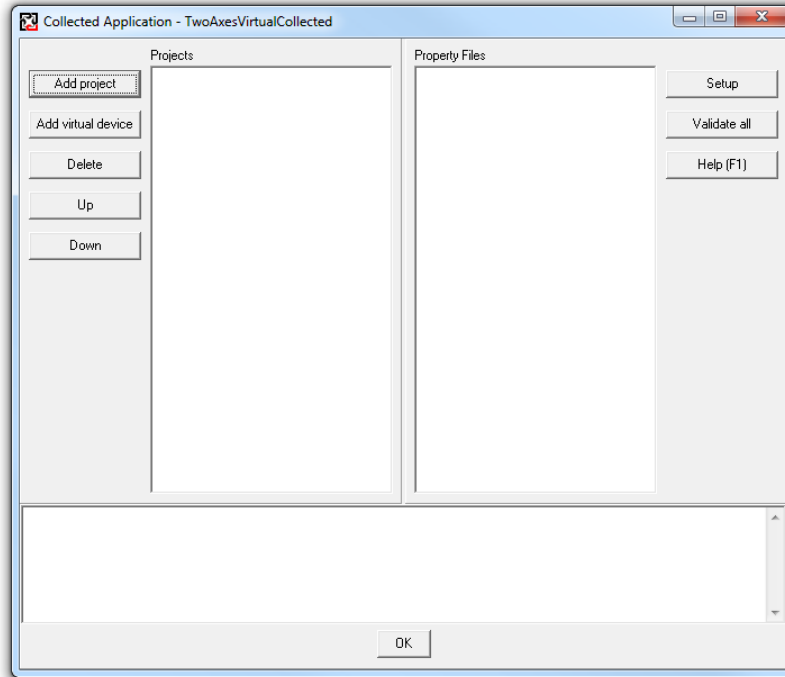 Collected Application - TwoAxesVirtualCollected
Projects
Property Files
Add project
Add virtual device
Delete
Up
Down
Setup
Validate all
Help (F1)
OK